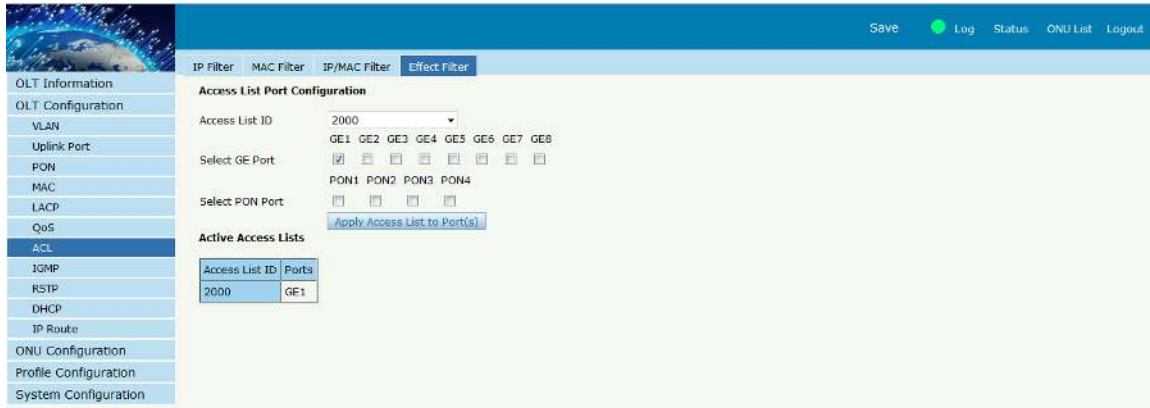 Save Log Status ONU List Logout
IP Filter MAC Filter IP/MAC Filter Effect Filter
OLT Information
OLT Configuration
VLAN
Uplink Port
PON
MAC
LACP
QoS
ACL
IGMP
RSTP
DHCP
IP Route
ONU Configuration
Profile Configuration
System Configuration
Access List Port Configuration
Access List ID 2000
GE1 GE2 GE3 GE4 GE5 GE6 GE7 GE8
Select GE Port
PON1 PON2 PON3 PON4
Select PON Port
Apply Access List to Port(s)
Active Access Lists
Access List ID Ports
2000 GE1